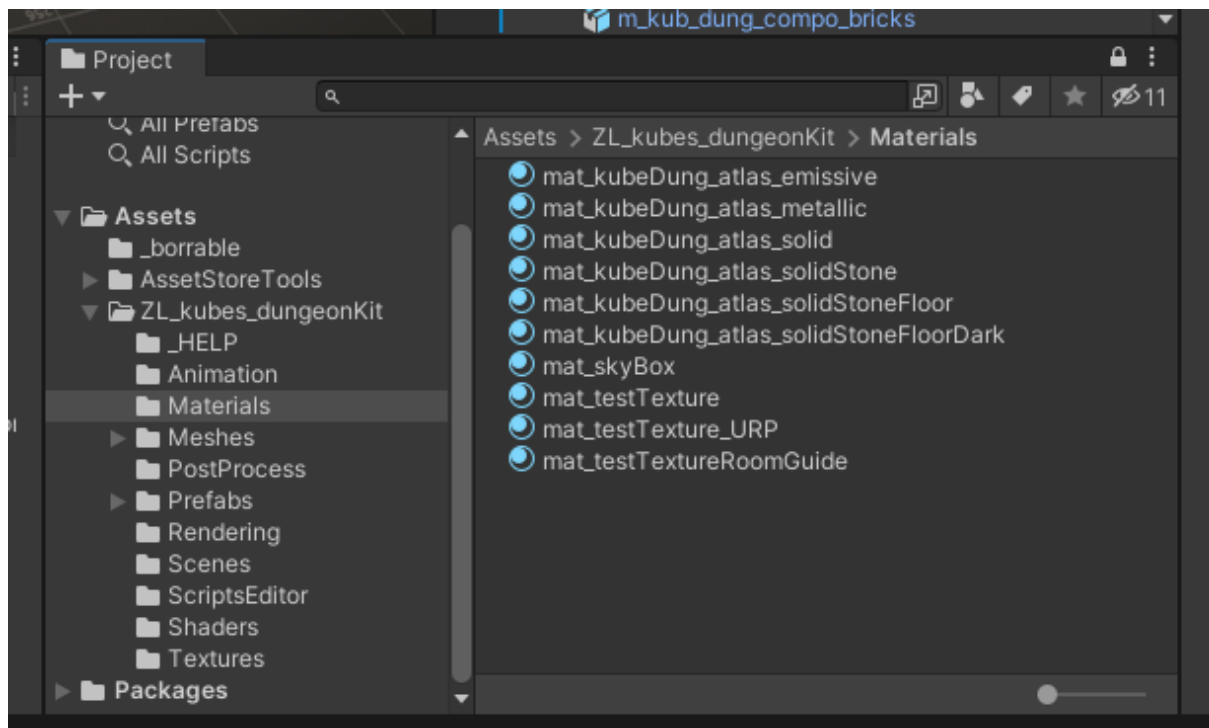 m_kub_dung_compo_bricks
Project
11
All Prefabs
All Scripts
Assets
_borrable
AssetStoreTools
ZL_kubes_dungeonKit
_HELP
Animation
Materials
Meshes
PostProcess
Prefabs
Rendering
Scenes
ScriptsEditor
Shaders
Textures
Packages
Assets > ZL_kubes_dungeonKit > Materials
mat_kubeDung_atlas_emissive
mat_kubeDung_atlas_metallic
mat_kubeDung_atlas_solid
mat_kubeDung_atlas_solidStone
mat_kubeDung_atlas_solidStoneFloor
mat_kubeDung_atlas_solidStoneFloorDark
mat_skyBox
mat_testTexture
mat_testTexture_URP
mat_testTextureRoomGuide